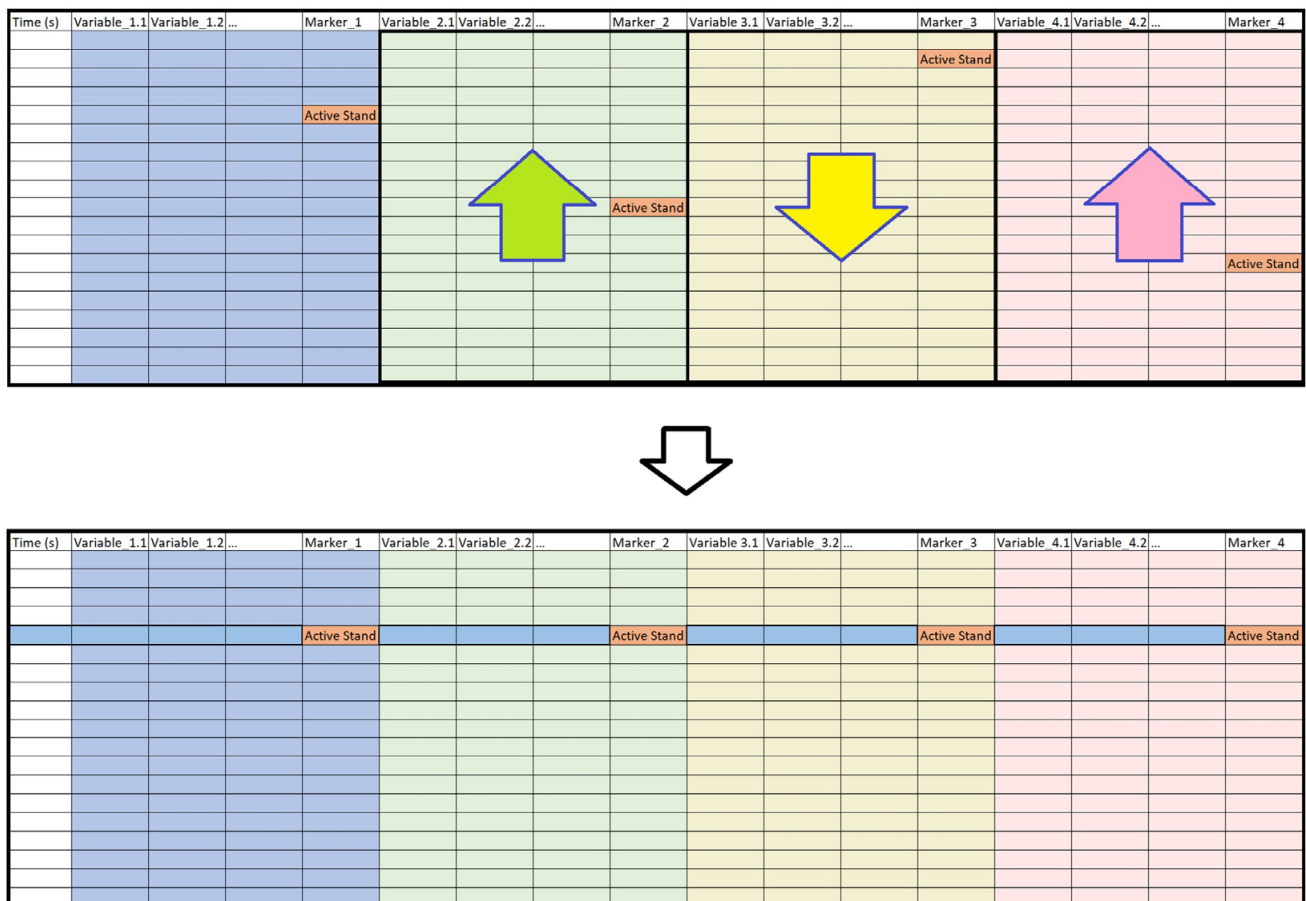 Time (s) Variable_1.1 Variable_1.2 ... Marker_1 Variable_2.1 Variable_2.2 ... Marker_2 Variable 3.1 Variable_3.2 ... Marker_3 Variable_4.1 Variable_4.2 ... Marker_4
Active Stand
Active Stand
Active Stand
Active Stand
Time (s) Variable_1.1 Variable_1.2 ... Marker_1 Variable_2.1 Variable_2.2 ... Marker_2 Variable 3.1 Variable_3.2 ... Marker_3 Variable_4.1 Variable_4.2 ... Marker_4
Active Stand Active Stand Active Stand Active Stand